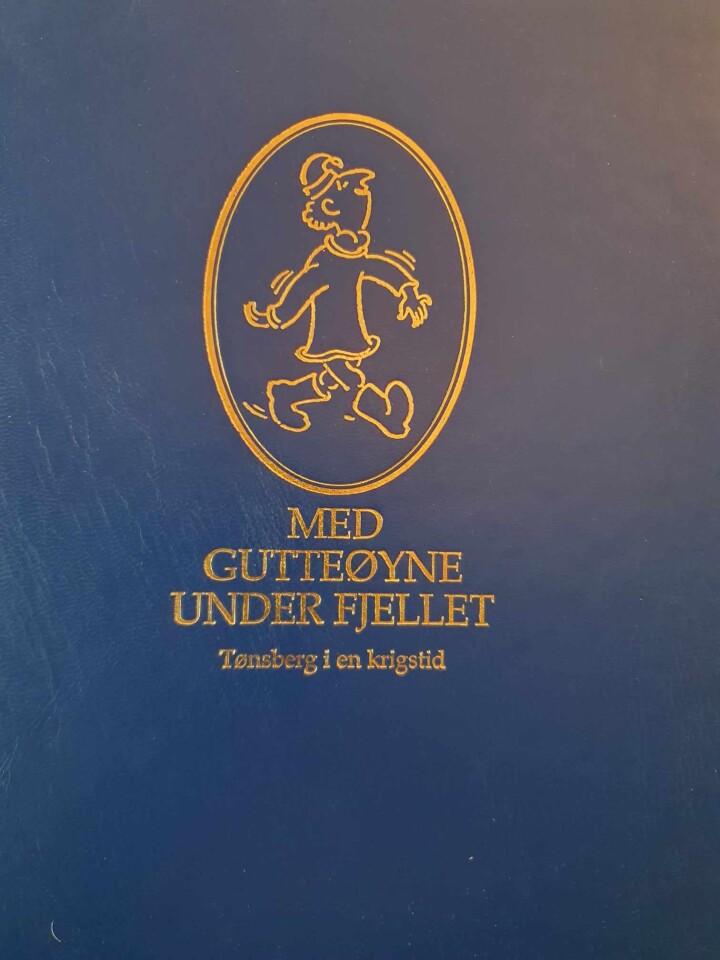 MED
GUTTEØYNE
UNDER FJELLET
Tønsberg i en krigstid